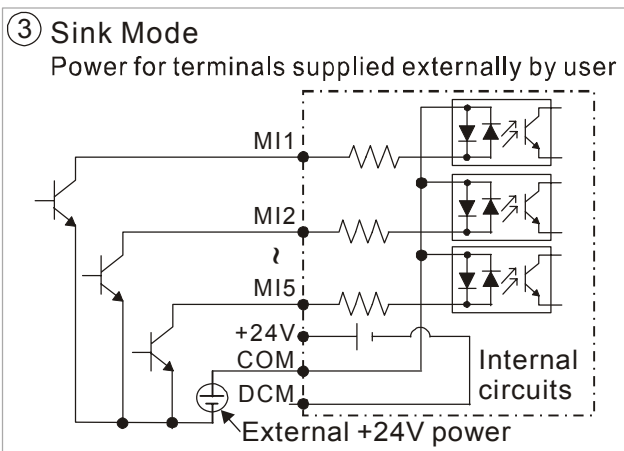 ③ Sink Mode
Power for terminals supplied externally by user
MI1
MI2
~
MI5
+24V
COM
DCM
Internal
circuits
External +24V power